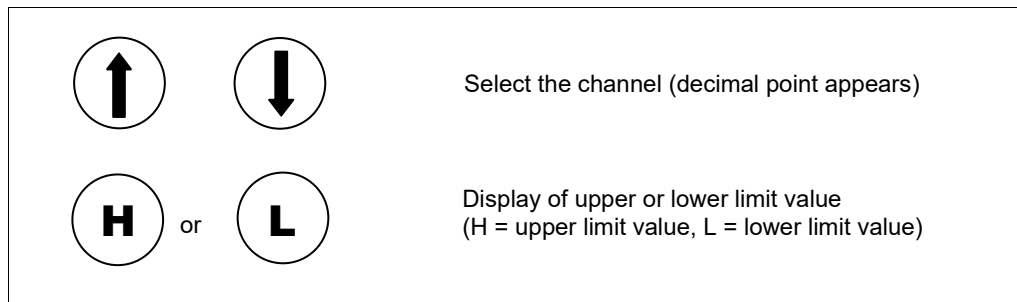 Select the channel (decimal point appears)
H or L
Display of upper or lower limit value
(H = upper limit value, L = lower limit value)